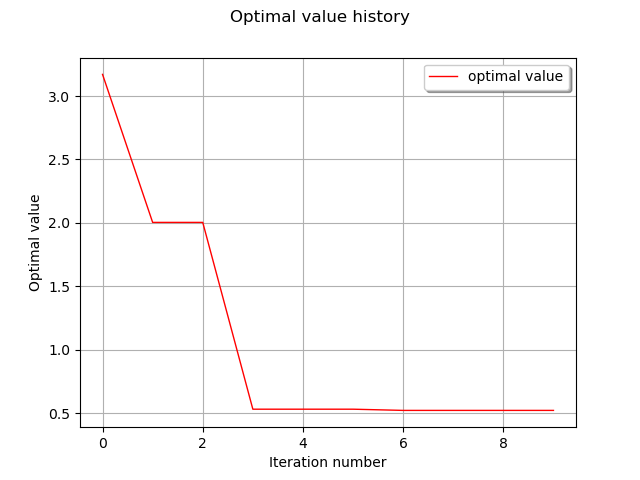 Optimal value history
optimal value
Optimal value
3.0
2.5
2.0
1.5
1.0
0.5
0 2 4 6 8
Iteration number